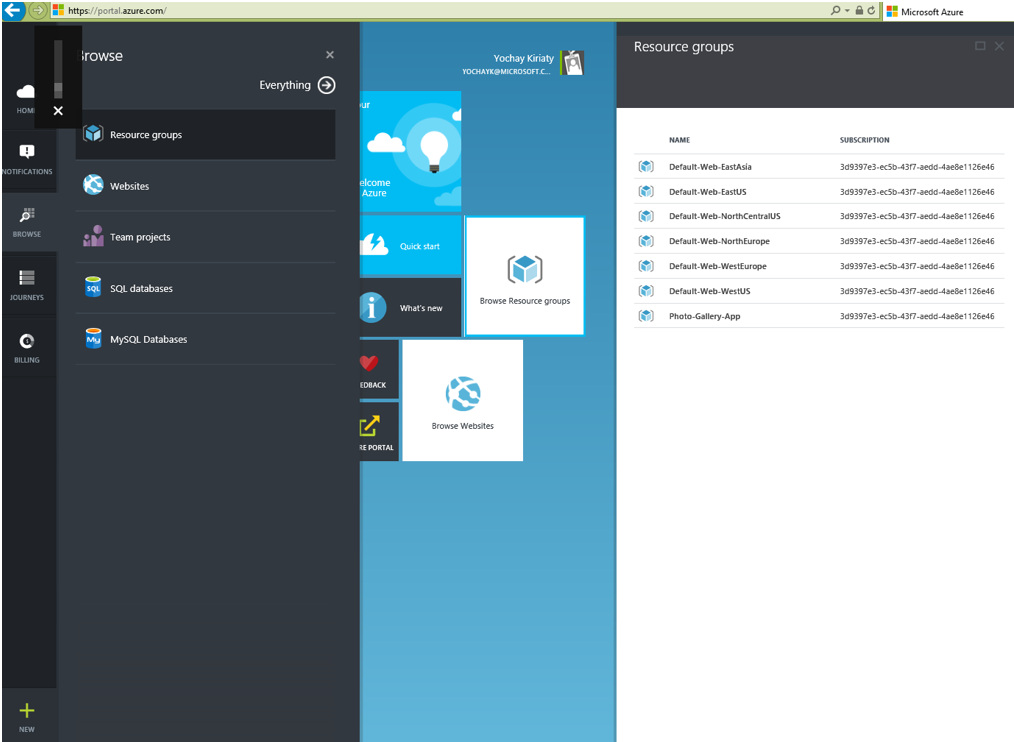 https://portal.azure.com/
Microsoft Azure
HOME
NOTIFICATIONS
BROWSE
JOURNEYS
BILLING
NEW
Browse
Everything
Resource groups
Websites
Team projects
SQL databases
MySQL Databases
Yochay Kiriaty
YOCHAYK@MICROSOFT.C...
our
elcome
Azure
Quick start
What's new
EDBACK
RE PORTAL
Browse Resource groups
Browse Websites
Resource groups
NAME SUBSCRIPTION
Default-Web-EastAsia 3d9397e3-ec5b-43f7-aedd-4ae8e1126e46
Default-Web-EastUS 3d9397e3-ec5b-43f7-aedd-4ae8e1126e46
Default-Web-NorthCentralUS 3d9397e3-ec5b-43f7-aedd-4ae8e1126e46
Default-Web-NorthEurope 3d9397e3-ec5b-43f7-aedd-4ae8e1126e46
Default-Web-WestEurope 3d9397e3-ec5b-43f7-aedd-4ae8e1126e46
Default-Web-WestUS 3d9397e3-ec5b-43f7-aedd-4ae8e1126e46
Photo-Gallery-App 3d9397e3-ec5b-43f7-aedd-4ae8e1126e46